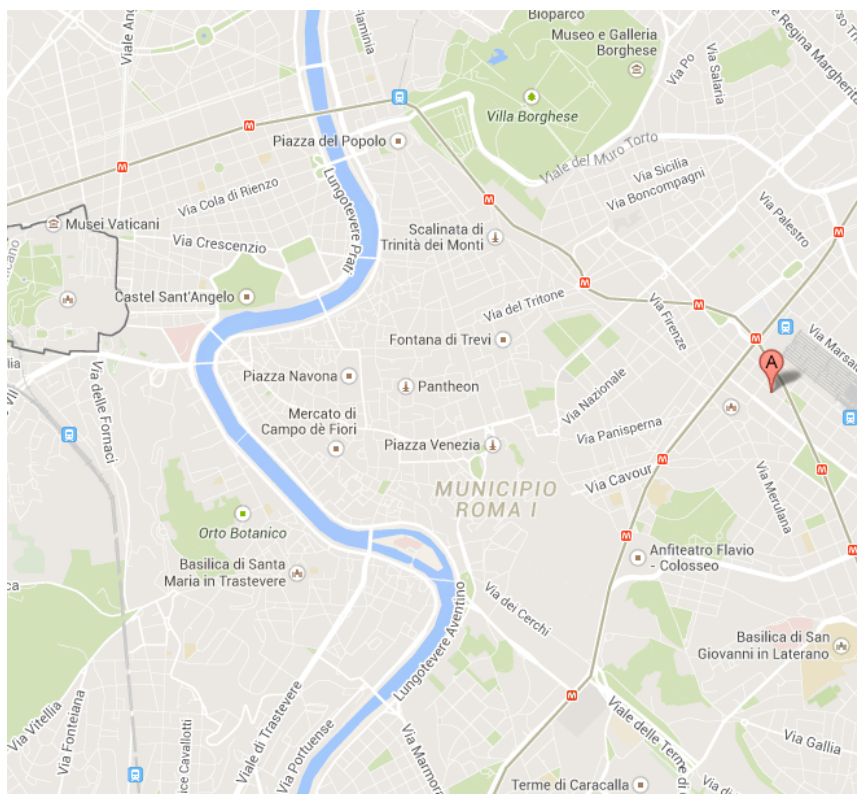 Bioparco
Museo e Galleria
Borghese
Flaminia
Via Po
Via
Salaria
Regina Margherita
Villa Borghese
Piazza del Popolo
Viale del Muro Torto
Via Sicilia
Via Boncompagni
Via Cola di Rienzo
Lungotevere Prati
Via Palestro
Musei Vaticani
Via Crescenzio
Scalinata di
Trinità dei Monti
Castel Sant'Angelo
Via del Tritone
Via Firenze
Fontana di Trevi
A
Piazza Navona
Pantheon
Via Nazionale
Via delle Fornaci
Mercato di
Campo dè Fiori
Piazza Venezia
Via Panisperna
Via Cavour
Via Merulana
MUNICIPIO
ROMA I
Orto Botanico
Anfiteatro Flavio
- Colosseo
Basilica di Santa
Maria in Trastevere
Via dei Cerchi
Lungotevere Aventino
Basilica di San
Giovanni in Laterano
Via Vitellia
Via Fonteiana
Viale di Trastevere
Via Portuense
Viale delle Terme di
Via Gallia
Via Marmora
Terme di Caracalla
Via di